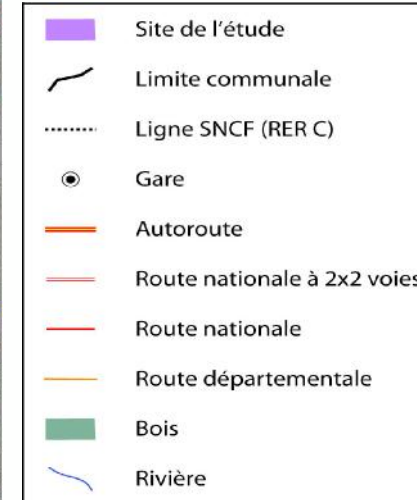 Site de l'étude
Limite communale
Ligne SNCF (RER C)
Gare
Autoroute
Route nationale à 2x2 voies
Route nationale
Route départementale
Bois
Rivière